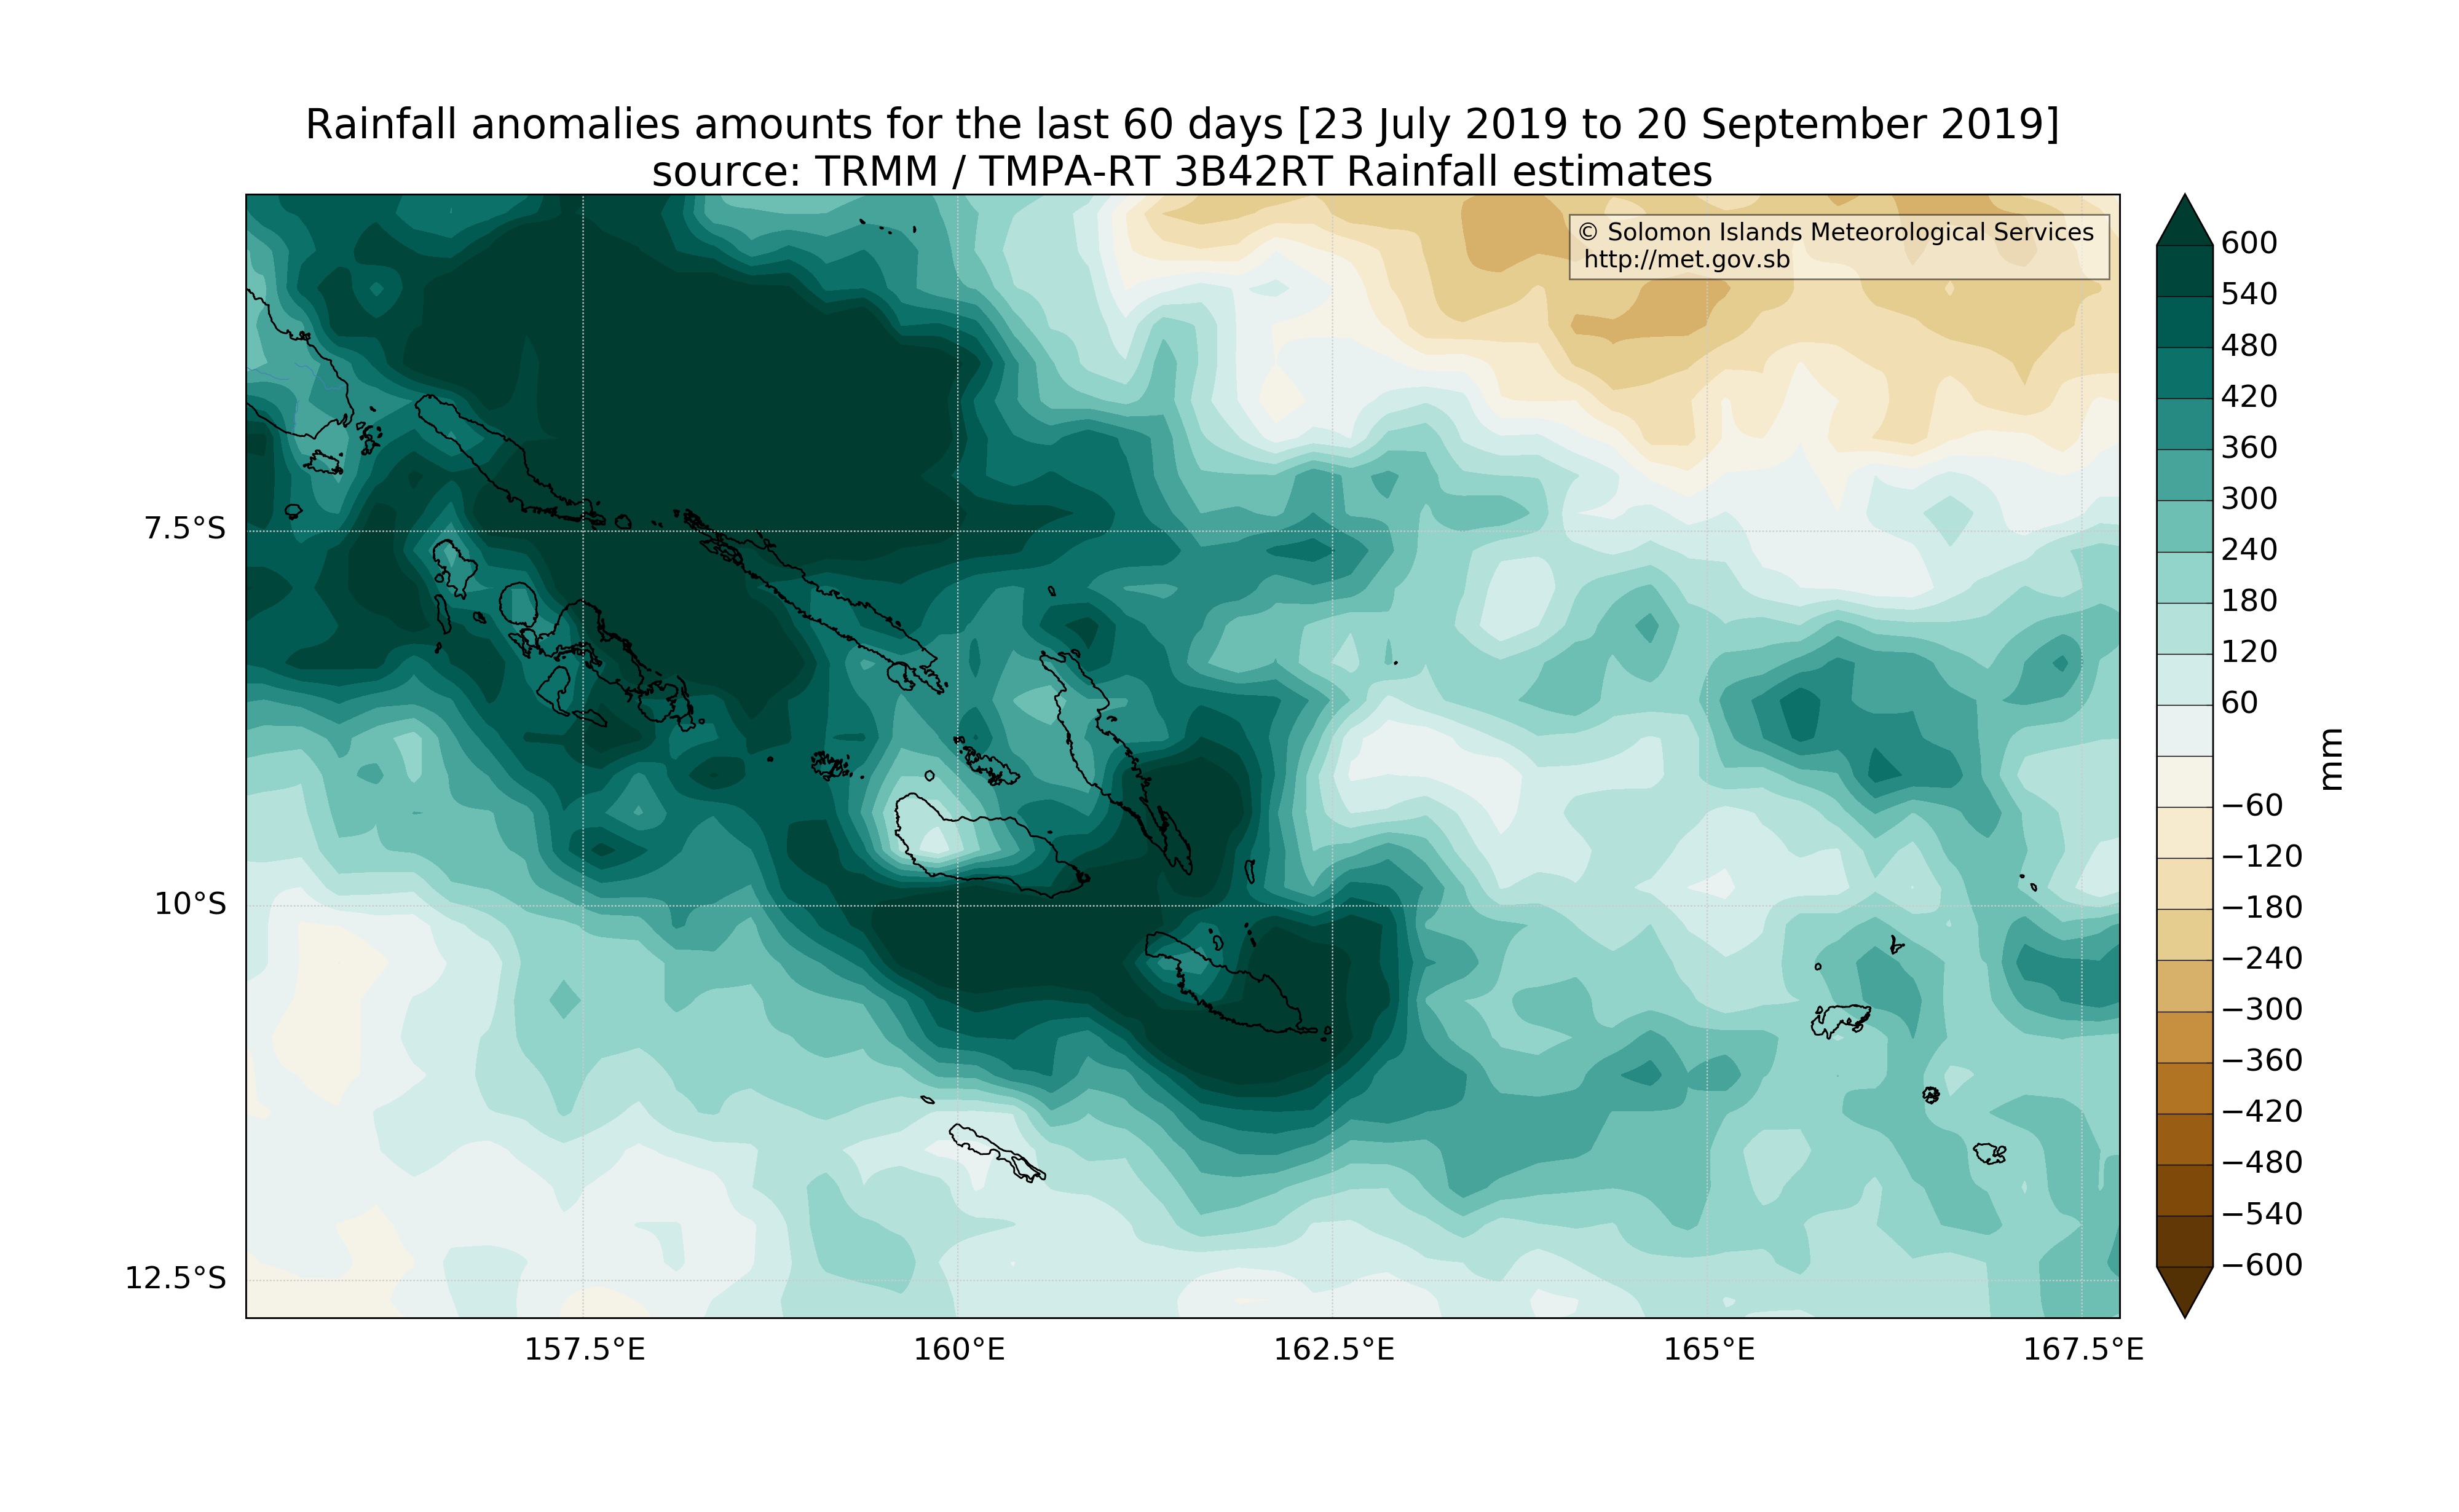 Rainfall anomalies amounts for the last 60 days [23 July 2019 to 20 September 2019]
source: TRMM / TMPA-RT 3B42RT Rainfall estimates
© Solomon Islands Meteorological Services
http://met.gov.sb
7.5°S
10°S
12.5°S
157.5°E
160°E
162.5°E
165°E
167.5°E
600
540
480
420
360
300
240
180
120
60
−60
−120
−180
−240
−300
−360
−420
−480
−540
−600
mm